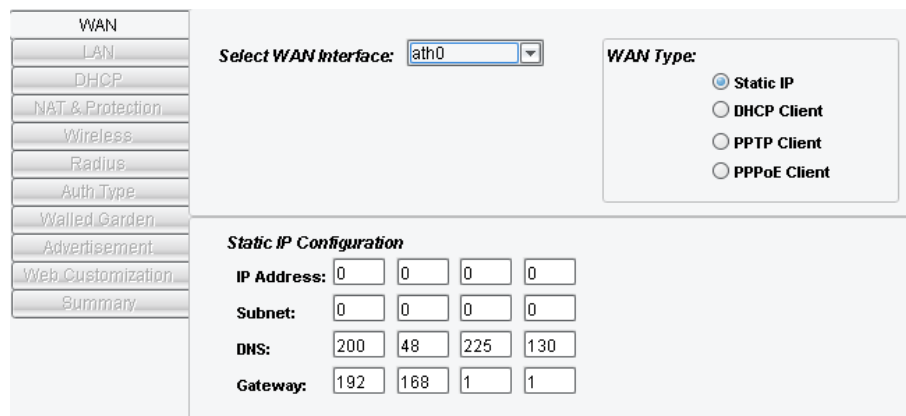 WAN
LAN
DHCP
NAT & Protection
Wireless
Radius
Auth Type
Walled Garden
Advertisement
Web Customization
Summary
Select WAN Interface: ath0
WAN Type:
Static IP
DHCP Client
PPTP Client
PPPoE Client
Static IP Configuration
IP Address: 0 0 0 0
Subnet: 0 0 0 0
DNS: 200 48 225 130
Gateway: 192 168 1 1